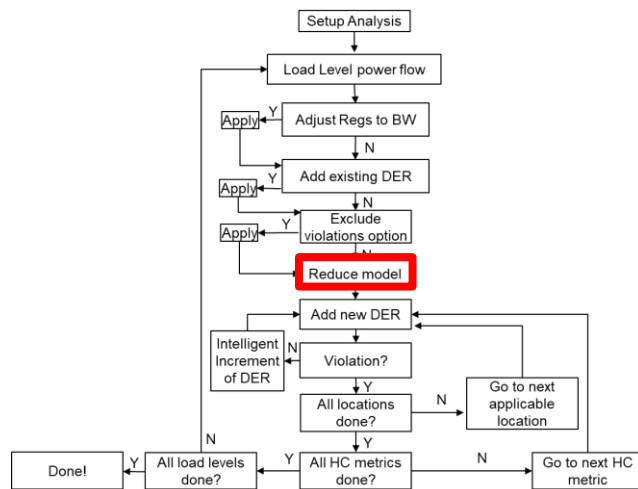 Setup Analysis
Load Level power flow
Y
Apply
Adjust Regs to BW
N
Y
Apply
Add existing DER
N
Y
Apply
Exclude
violations option
N
Reduce model
Add new DER
Intelligent
Increment
of DER
N
Violation?
Y
All locations
done?
N
Go to next
applicable
location
N
Y
Done!
Y
All load levels
done?
Y
All HC metrics
done?
N
Go to next HC
metric